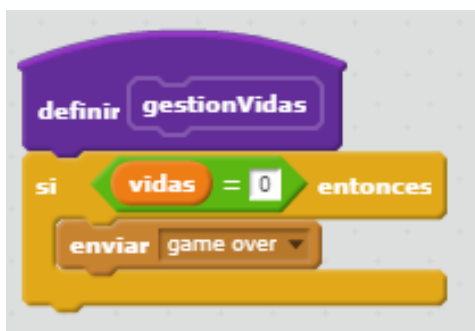 definir gestionVidas
si vidas = 0 entonces
enviar game over